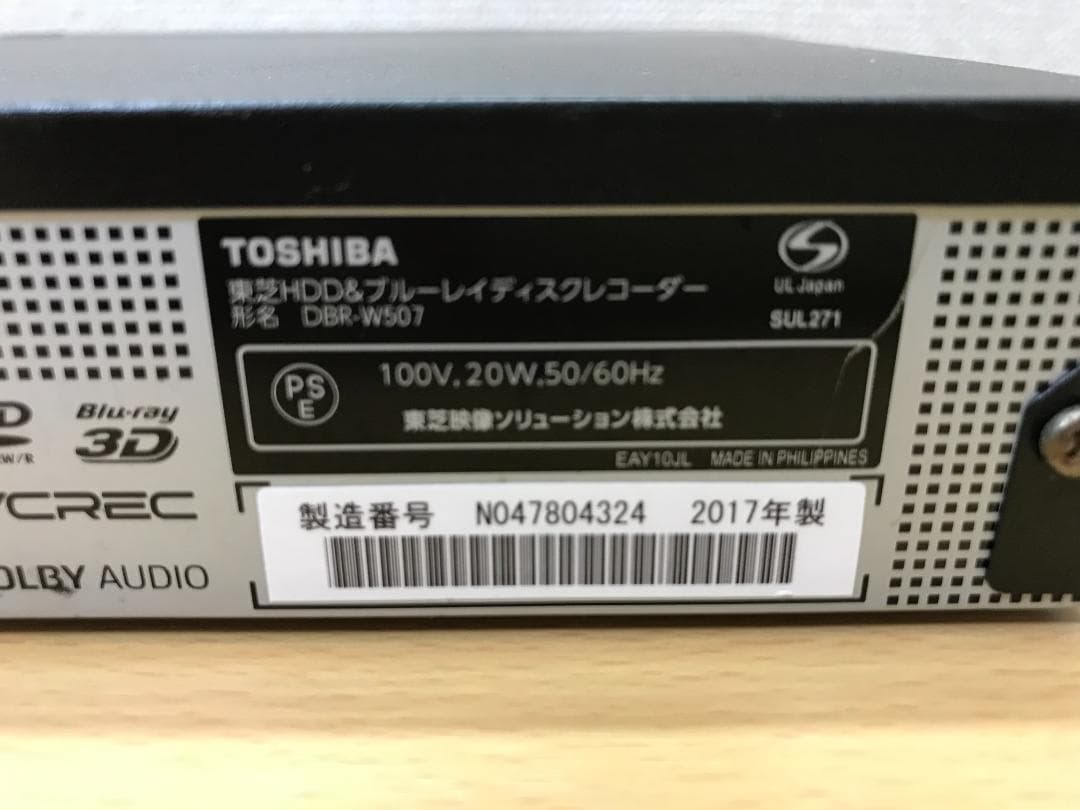 TOSHIBA
東芝HDD&ブルーレイディスクレコーダー
形名 DBR-W507
UL Japan
SUL271
PS
E
100V,20W,50/60Hz
東芝映像ソリューション株式会社
EAY10JL MADE IN PHILIPPINES
製造番号 N047804324 2017年製
Blu-ray
3D
W/R
CREC
OLBY AUDIO